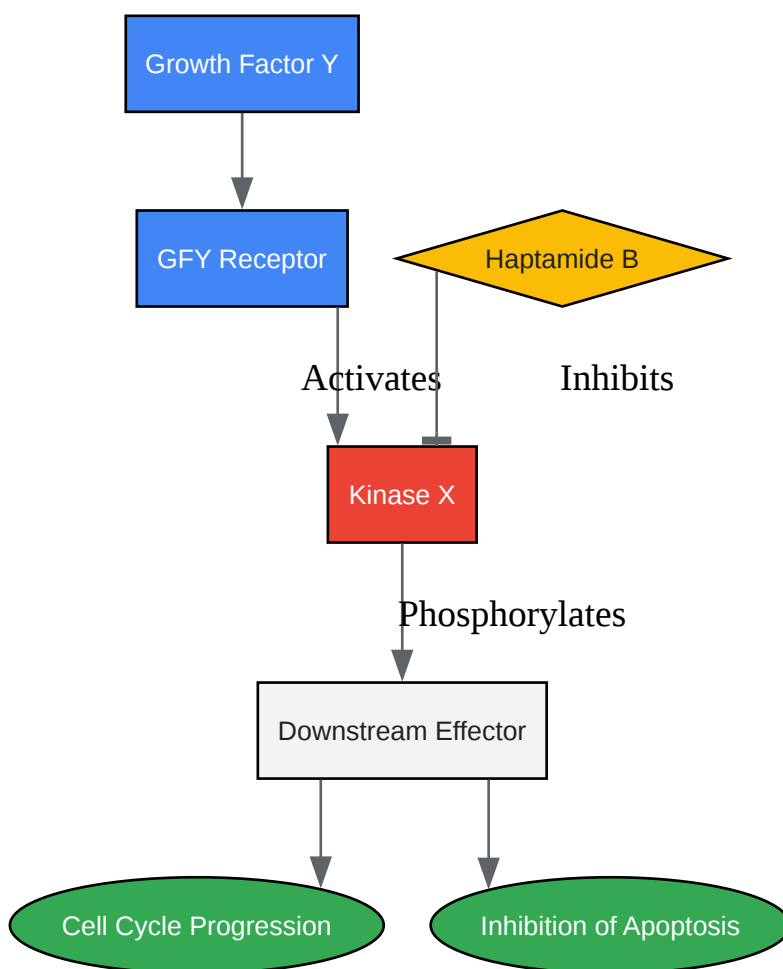 Growth Factor Y
GFY Receptor
Haptamide B
Activates
Inhibits
Kinase X
Phosphorylates
Downstream Effector
Cell Cycle Progression
Inhibition of Apoptosis